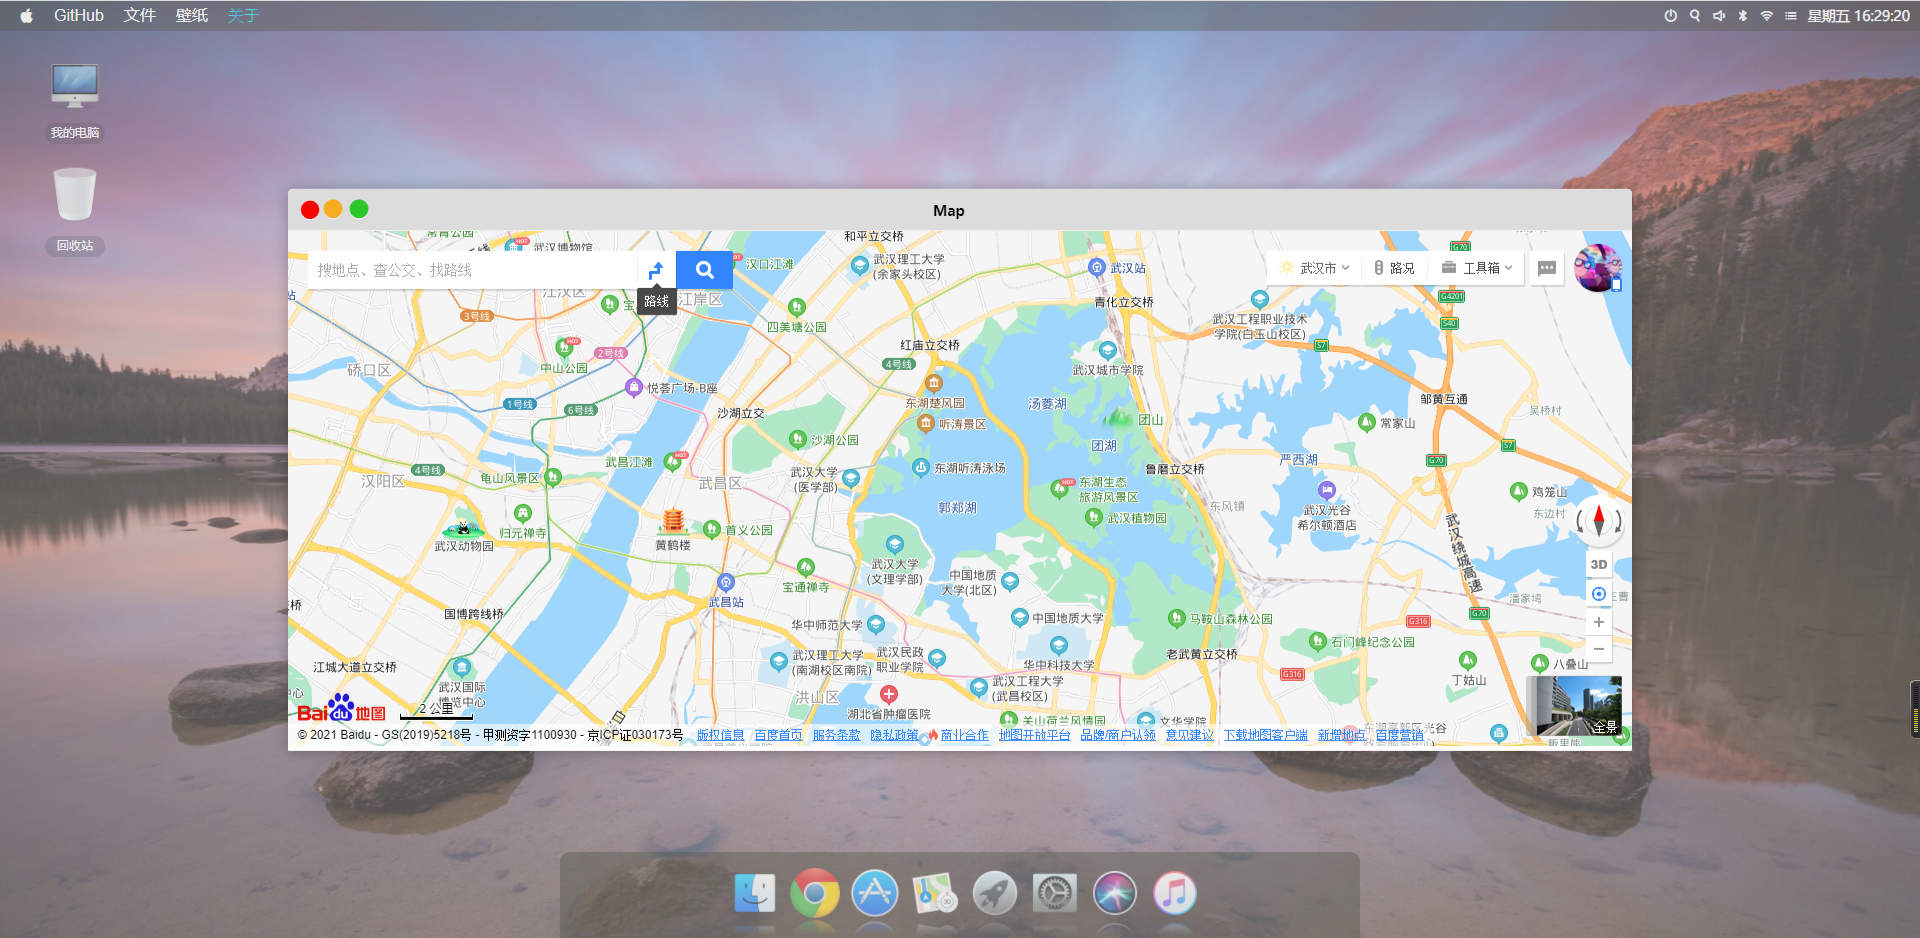 GitHub 文件 壁纸 关于
星期五 16:29:20
我的电脑
回收站
Map
搜地点、查公交、找路线
路线
武汉市 路况 工具箱
和平立交桥
武汉博物馆
HOT
汉口江滩
武汉理工大学
(余家头校区)
武汉站
G70
江汉区
江岸区
青化立交桥
G4201
3号线
四美塘公园
武汉工程职业技术
学院(白玉山校区)
S40
红庙立交桥
S7
HOT
中山公园
2号线
4号线
武汉城市学院
硚口区
悦荟广场-B座
1号线
6号线
沙湖立交
东湖楚风园
汤菱湖
邹黄互通
吴桥村
听涛景区
团山
常家山
沙湖公园
团湖
S7
武昌江滩
HOT
4号线
龟山风景区
武汉大学
(医学部)
东湖听涛泳场
鲁磨立交桥
严西湖
G70
汉阳区
武昌区
HOT
东湖生态
旅游风景区
鸡笼山
郭郑湖
东风镇
武汉光谷
希尔顿酒店
东边村
武汉植物园
归元禅寺
首义公园
武汉动物园
黄鹤楼
武汉绕城高速
武汉大学
(文理学部)
3D
宝通禅寺
中国地质
大学(北区)
武昌站
潘家塆
国博跨线桥
G70
华中师范大学
中国地质大学
马鞍山森林公园
G316
石门峰纪念公园
江城大道立交桥
武汉理工大学
(南湖校区南院)
武汉民政
职业学院
华中科技大学
老武黄立交桥
八叠山
G316
丁姑山
武汉国际
博览中心
洪山区
武汉工程大学
(武昌校区)
湖北省肿瘤医院
Bai du 地图
2 公里
关山荷兰风情园
文华学院
全景
© 2021 Baidu - GS(2019)5218号 - 甲测资字1100930 - 京ICP证030173号 版权信息 百度首页 服务条款 隐私政策 商业合作 地图开放平台 品牌/商户认领 意见建议 下载地图客户端 新增地点 百度营销